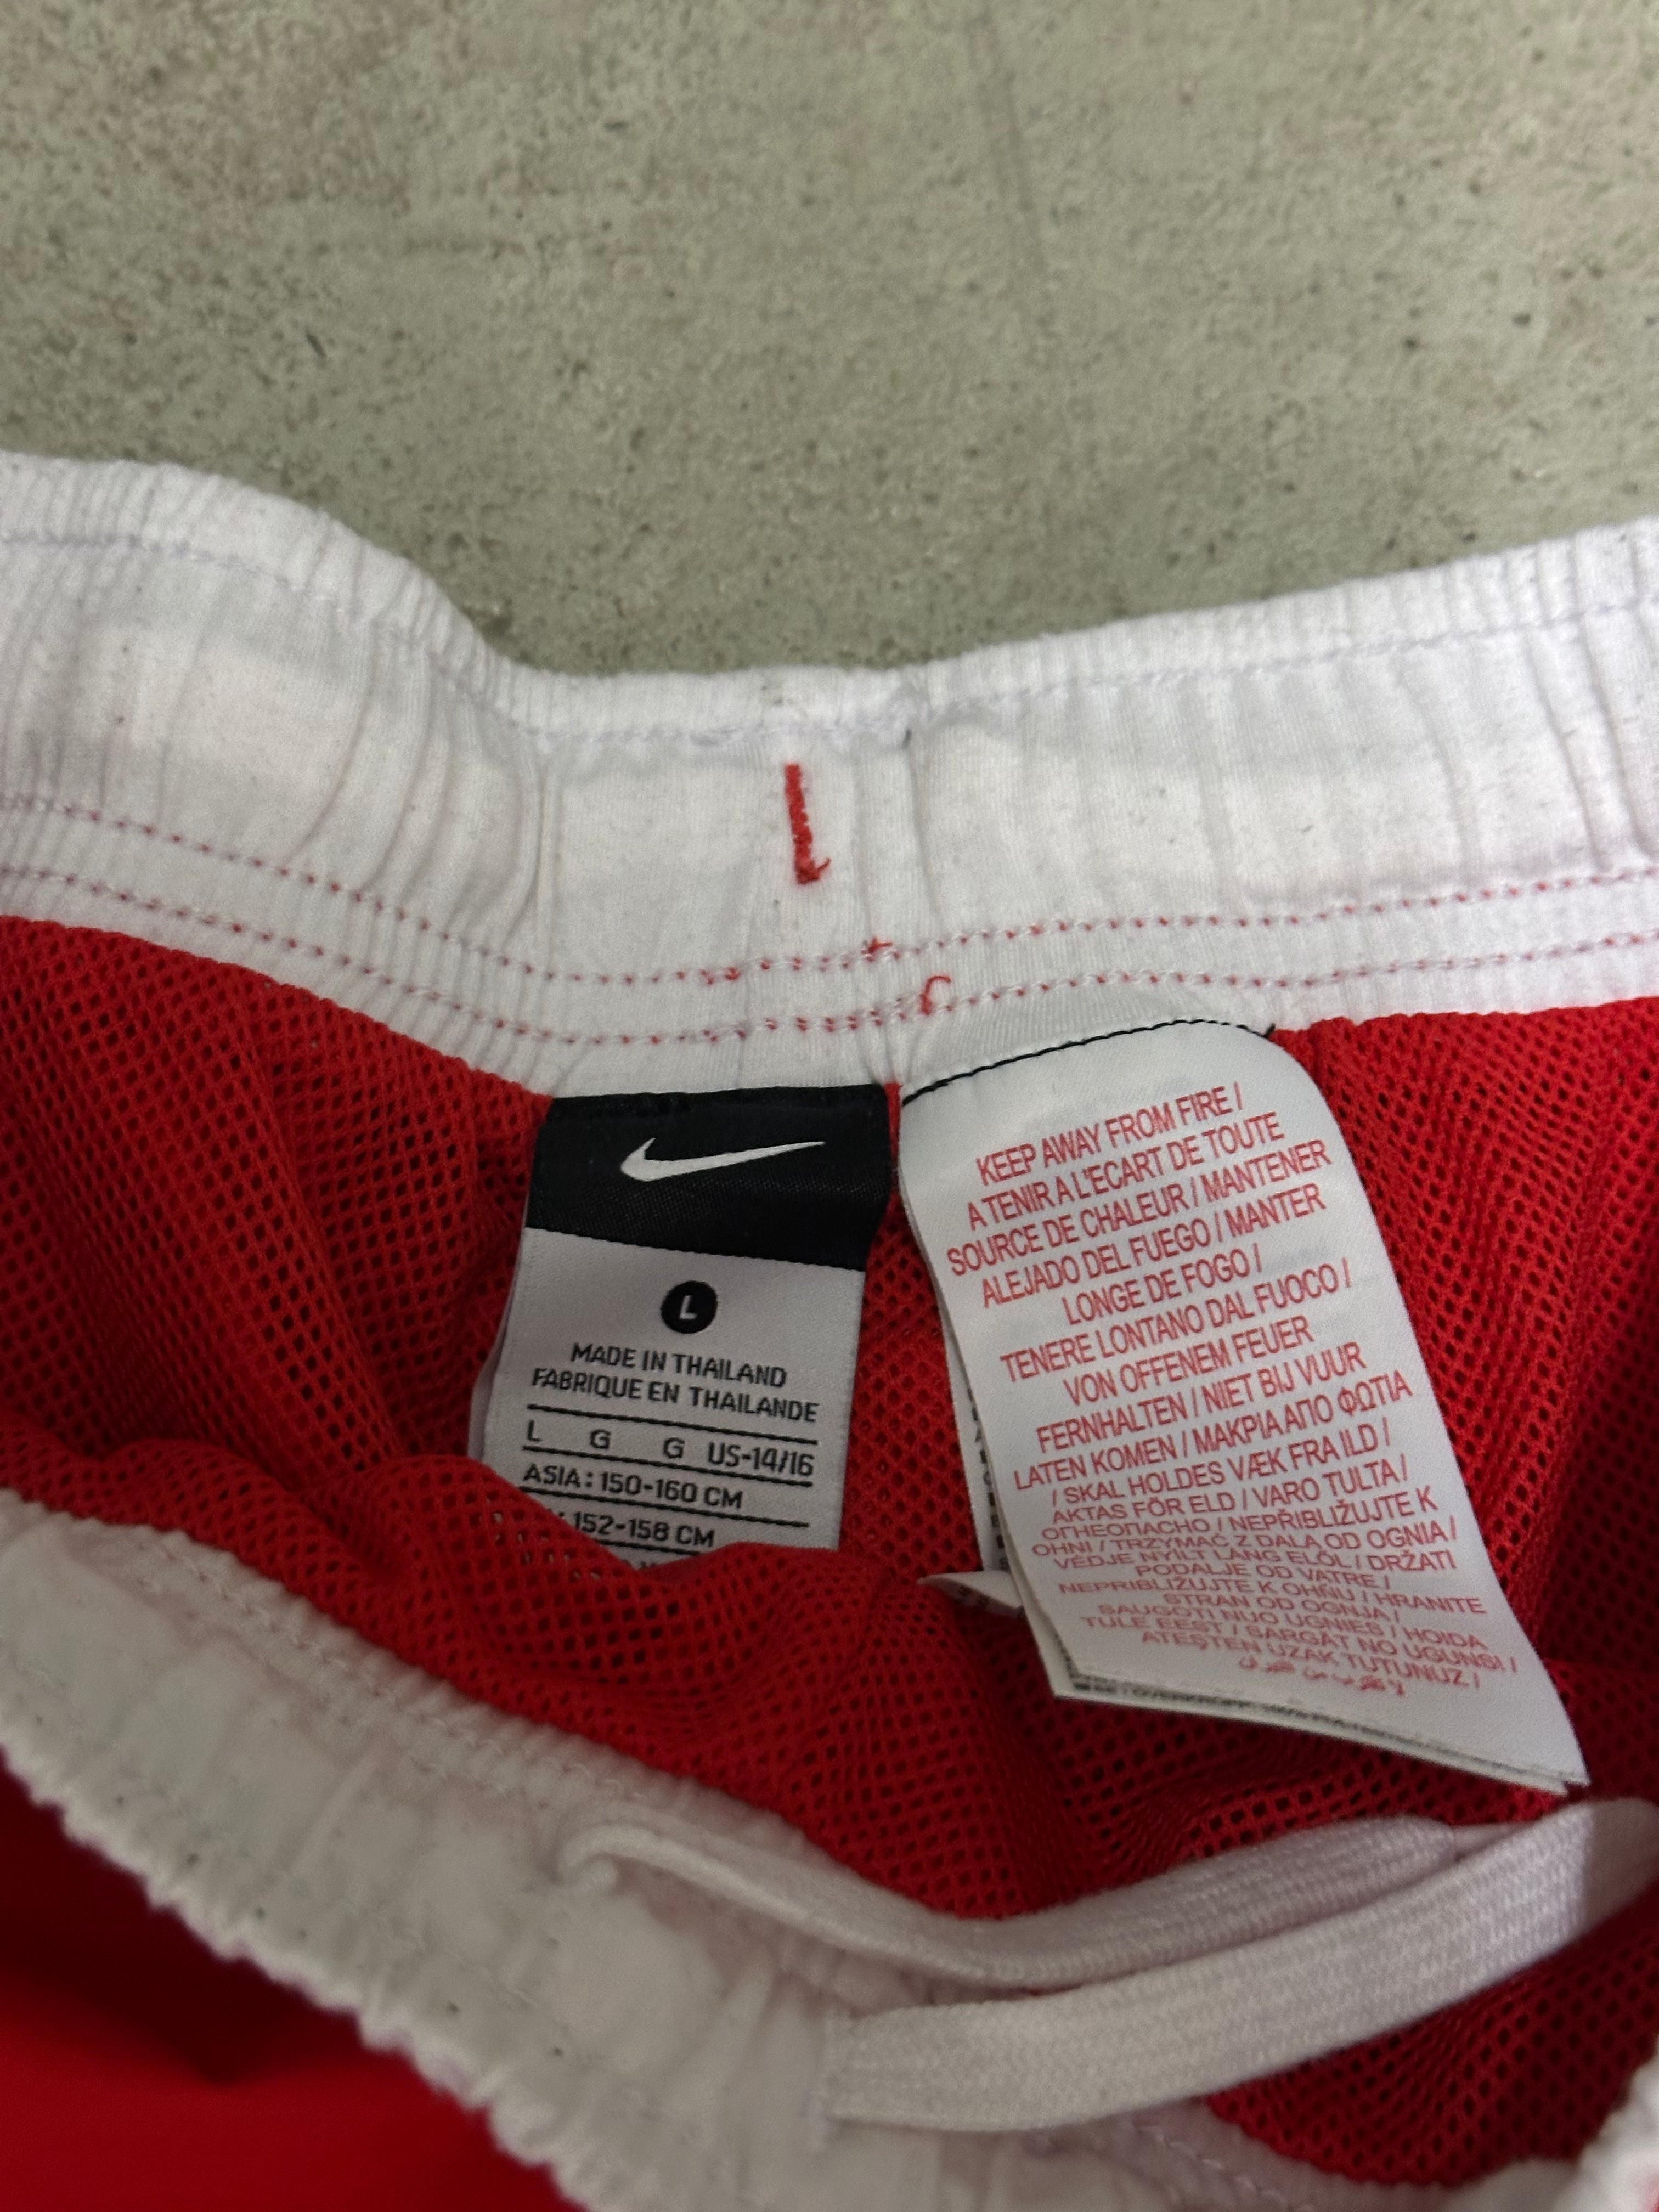 L
MADE IN THAILAND
FABRIQUE EN THAILANDE
L G G US-14/16
ASIA: 150-160 CM
152-158 CM
KEEP AWAY FROM FIRE /
A TENIR A L'ECART DE TOUTE
SOURCE DE CHALEUR / MANTENER
ALEJADO DEL FUEGO / MANTER
LONGE DE FOGO /
TENERE LONTANO DAL FUOCO /
VON OFFENEM FEUER
FERNHALTEN / NIET BIJ VUUR
LATEN KOMEN / ΜΑΚΡΙΑ ΑΠΟ ΦΩΤΙΑ
/ SKAL HOLDES VÆK FRA ILD /
AKTAS FÖR ELD / VARO TULTA /
ОГНЕОПАСНО / NEPŘIBLIŽUJTE K
OHNI / TRZYMAĆ Z DALA OD OGNIA /
VÉDJE NYÍLT LÁNG ELŐL / DRŽATI
PODALJE OD VATRE /
NEPRIBLIŽUJTE K OHŇU / HRANITE
STRAN OD OGNJA /
SAUGOTI NUO UGNIES / HOIDA
TULE EEST / SARGĀT NO UGUNS! /
ATEŞTEN UZAK TUTUNUZ /